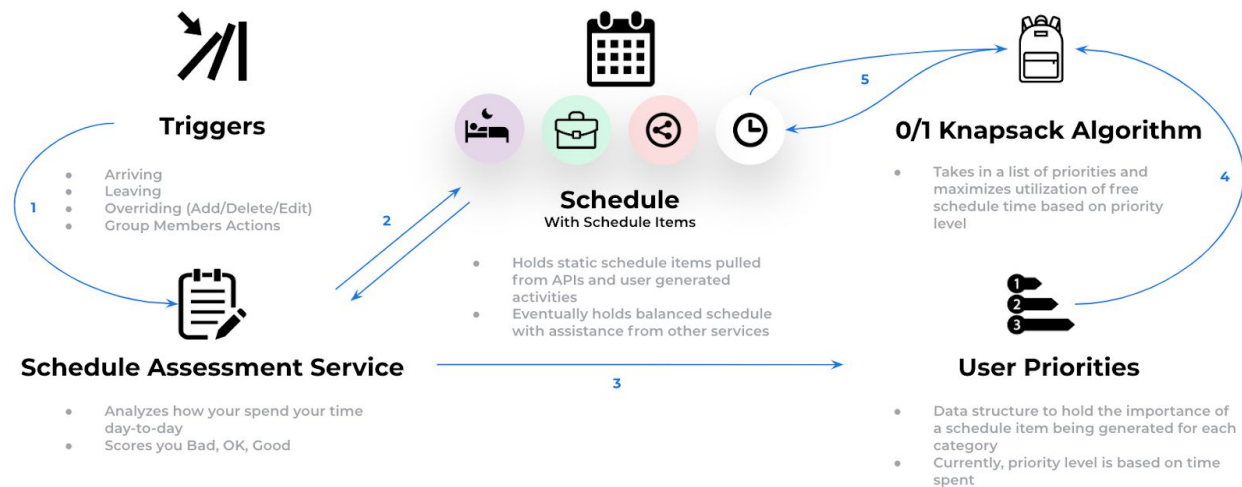 Triggers
● Arriving
● Leaving
● Overriding (Add/Delete/Edit)
● Group Members Actions
1
2
Schedule
With Schedule Items
● Holds static schedule items pulled
from APIs and user generated
activities
● Eventually holds balanced schedule
with assistance from other services
5
0/1 Knapsack Algorithm
● Takes in a list of priorities and
maximizes utilization of free
schedule time based on priority
level
4
Schedule Assessment Service
● Analyzes how your spend your time
day-to-day
● Scores you Bad, OK, Good
3
1
2
3
User Priorities
● Data structure to hold the importance of
a schedule item being generated for each
category
● Currently, priority level is based on time
spent